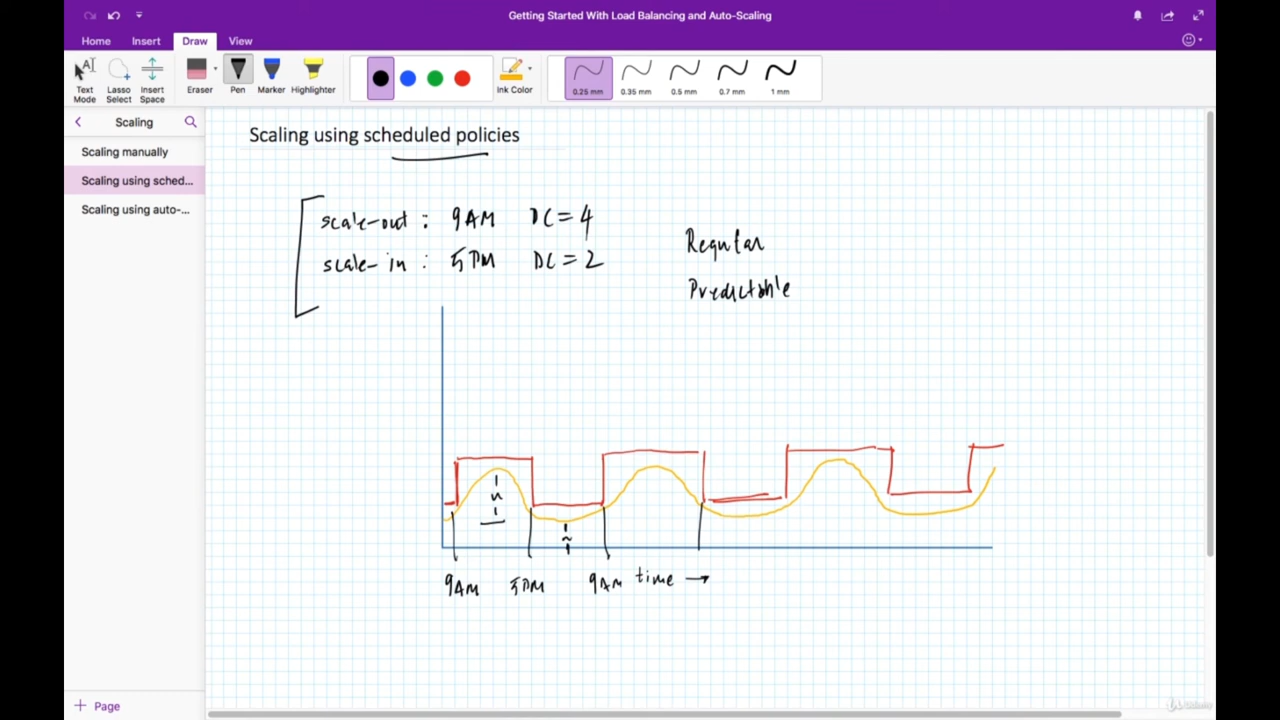 Getting Started With Load Balancing and Auto-Scaling
Home Insert Draw View
Text Mode
Lasso Select
Insert Space
Eraser
Pen
Marker
Highlighter
Ink Color
0.25 mm
0.35 mm
0.5 mm
0.7 mm
1 mm
Scaling
Scaling manually
Scaling using sched...
Scaling using auto-...
Scaling using scheduled policies
scale-out : 9AM DC = 4
scale-in : 5PM DC = 2
Regular
Predictable
9AM 5PM 9AM time →
+ Page